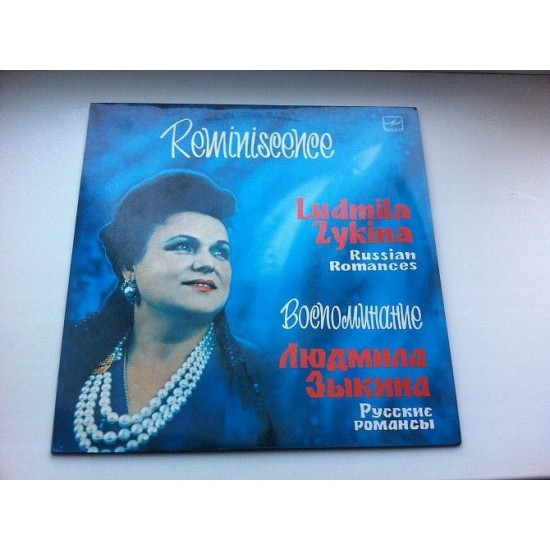 Reminiscence
Ludmila
Zykina
Russian
Romances
Воспоминание
Людмила
Зыкина
Русские
романсы